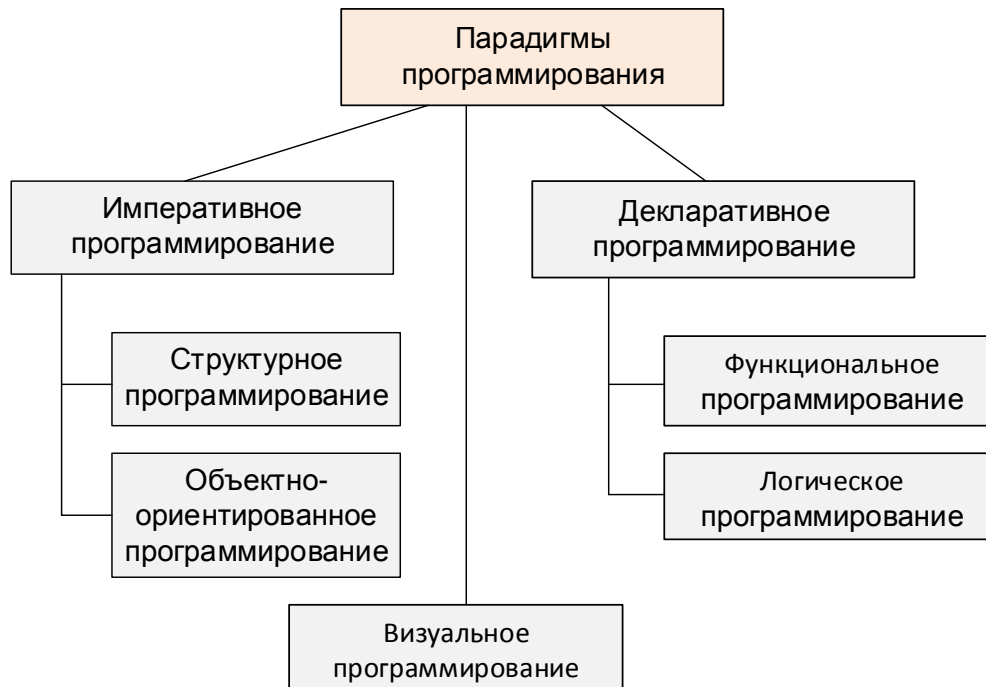 Парадигмы
программирования
Императивное
программирование
Структурное
программирование
Объектно-
ориентированное
программирование
Декларативное
программирование
Функциональное
программирование
Логическое
программирование
Визуальное
программирование